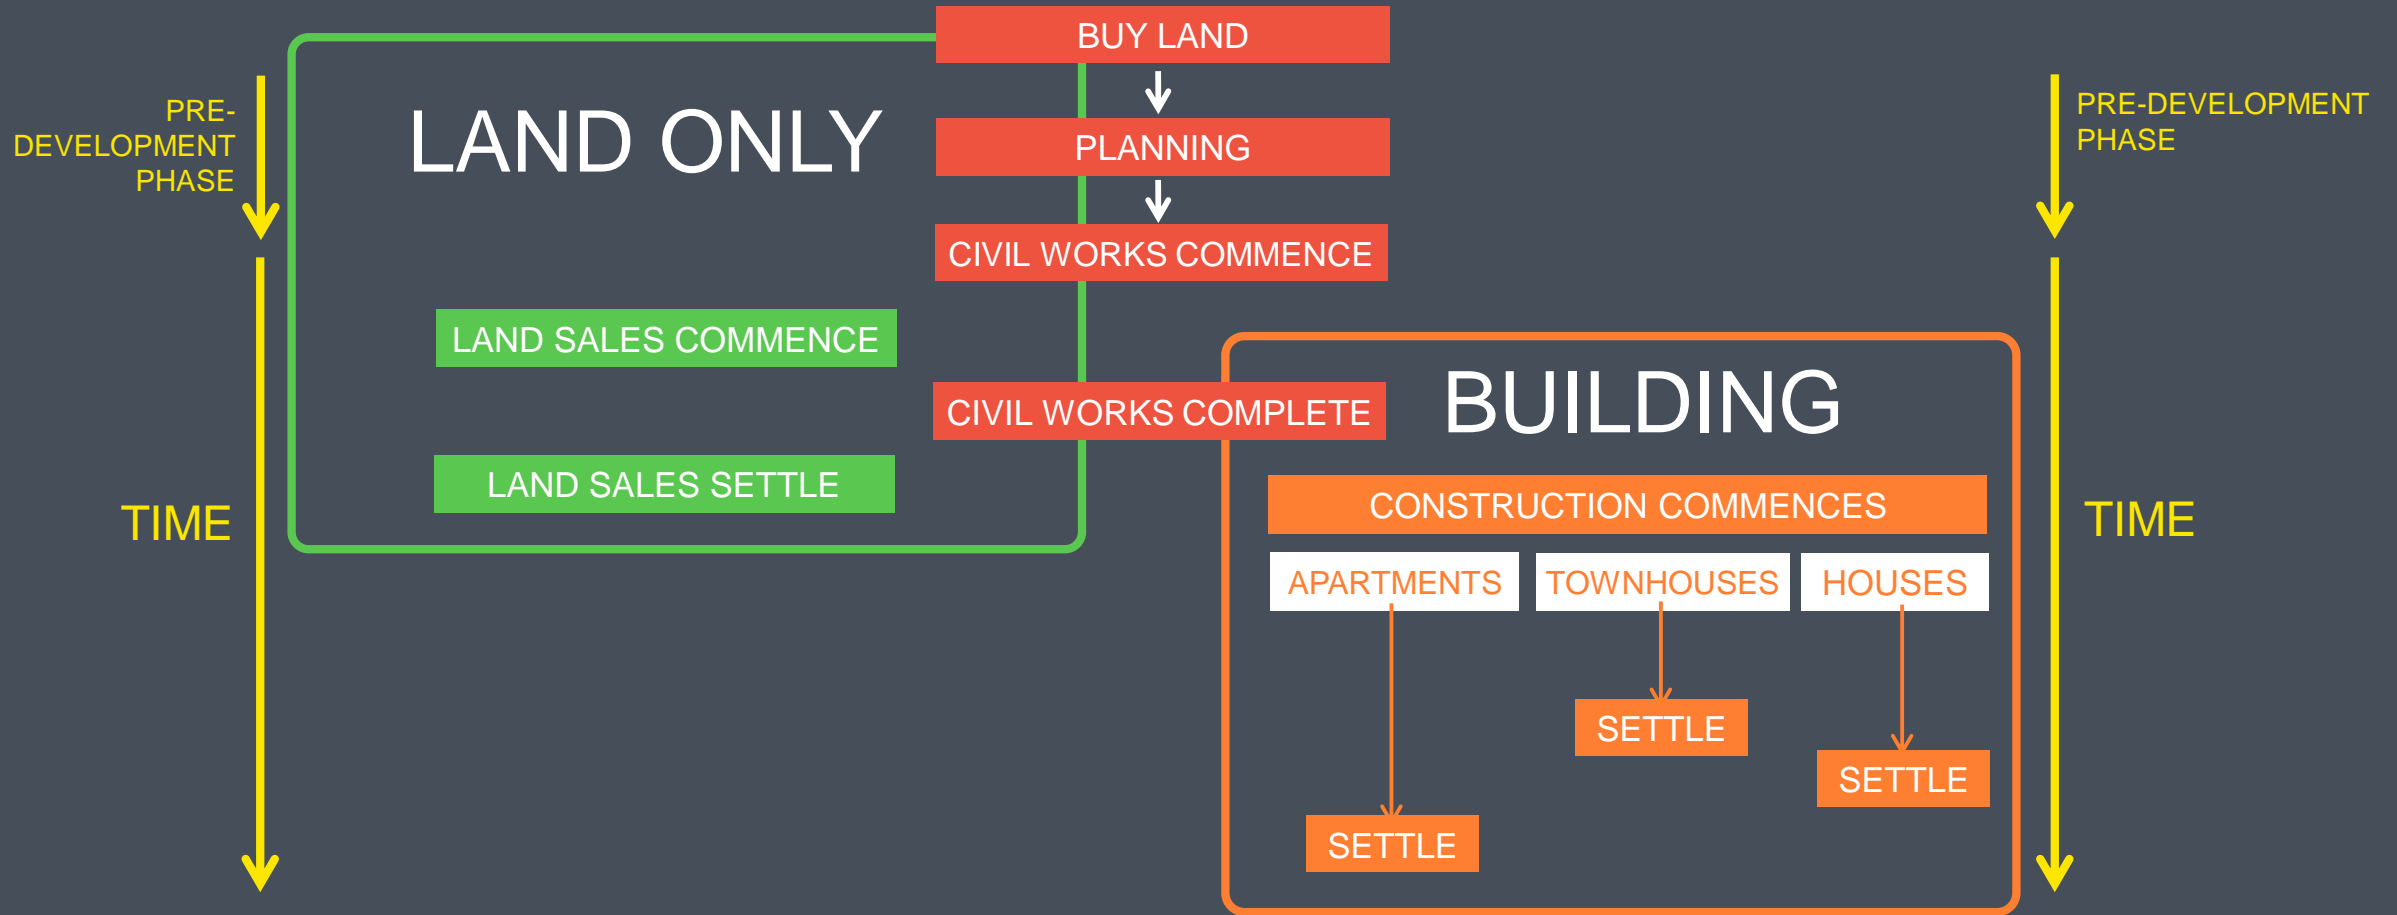 BUY LAND
PRE-
DEVELOPMENT
PHASE
LAND ONLY
PLANNING
PRE-DEVELOPMENT
PHASE
CIVIL WORKS COMMENCE
LAND SALES COMMENCE
CIVIL WORKS COMPLETE
BUILDING
LAND SALES SETTLE
CONSTRUCTION COMMENCES
TIME
TIME
APARTMENTS
TOWNHOUSES
HOUSES
SETTLE
SETTLE
SETTLE